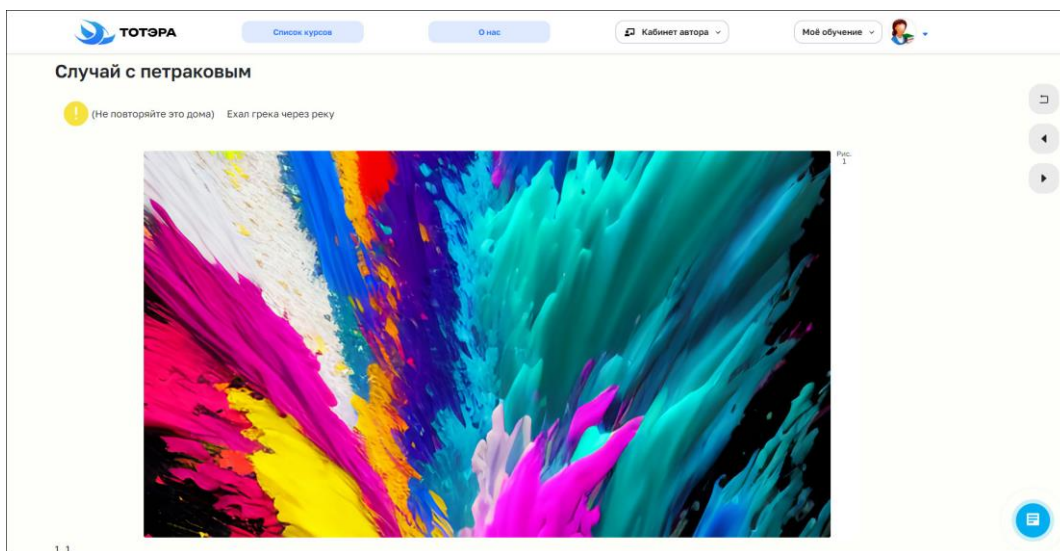 ТОТЭРА
Список курсов
О нас
Кабинет автора
Моё обучение
Случай с петраковым
! (Не повторяйте это дома) Ехал грека через реку
Рис.
1
1.1